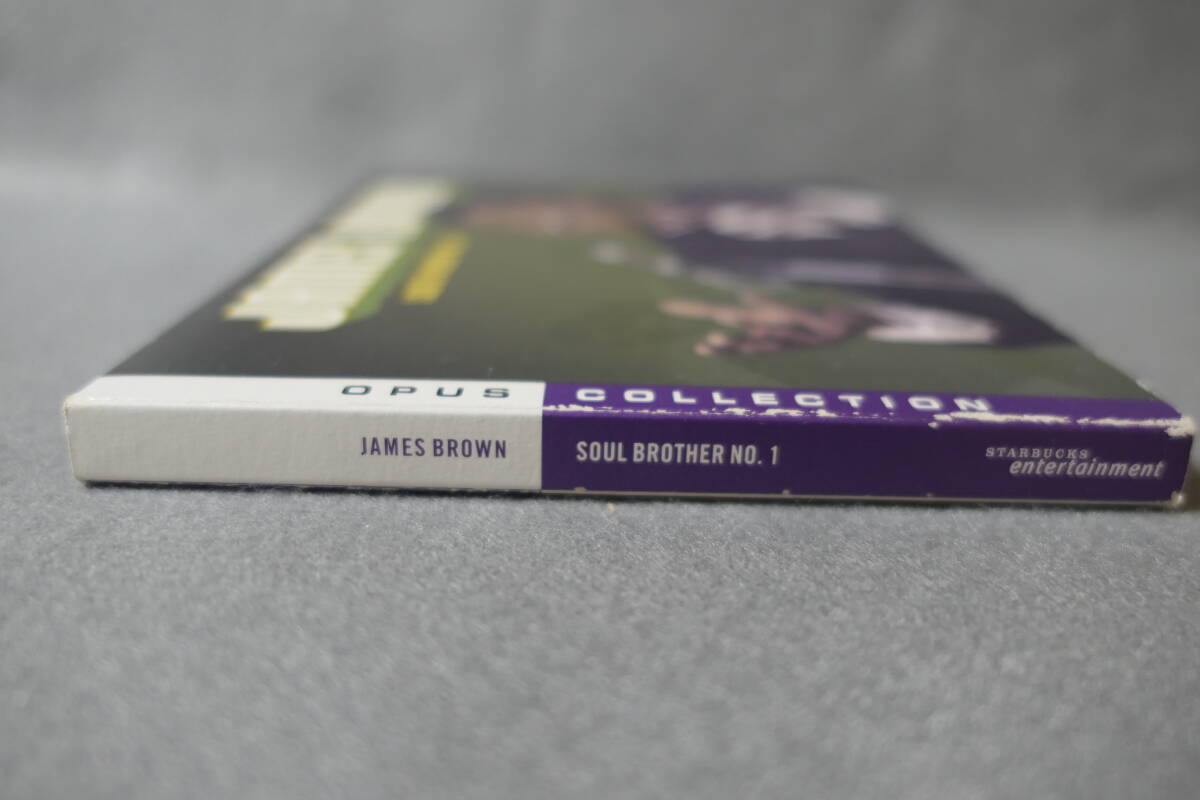 OPUS COLLECTION
JAMES BROWN SOUL BROTHER NO. 1
STARBUCKS
entertainment